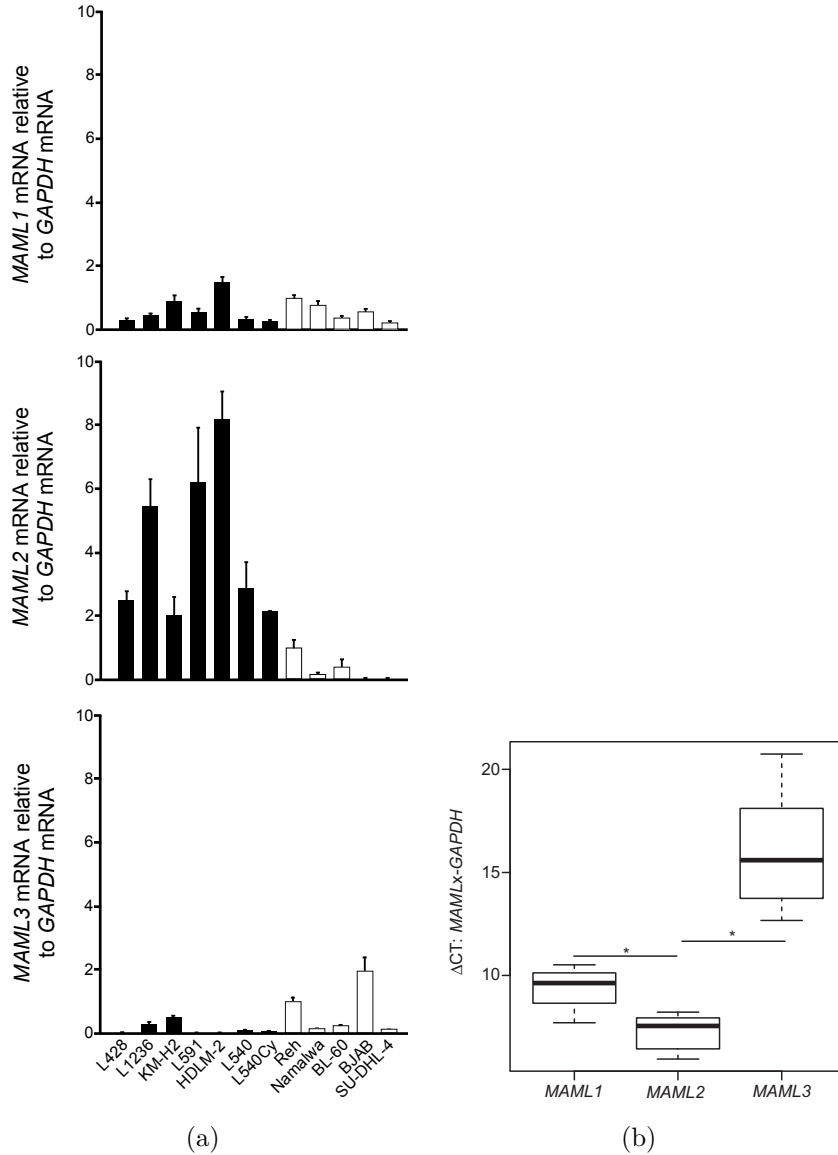 10
8
6
4
2
0
MAML1 mRNA relative
to GAPDH mRNA
10
8
6
4
2
0
MAML2 mRNA relative
to GAPDH mRNA
10
8
6
4
2
0
MAML3 mRNA relative
to GAPDH mRNA
L428
L1236
KM-H2
L591
HDLM-2
L540
L540Cy
Reh
Namalwa
BL-60
BJAB
SU-DHL-4
(a)
20
15
10
ΔCT: MAMLx-GAPDH
*
*
MAML1
MAML2
MAML3
(b)